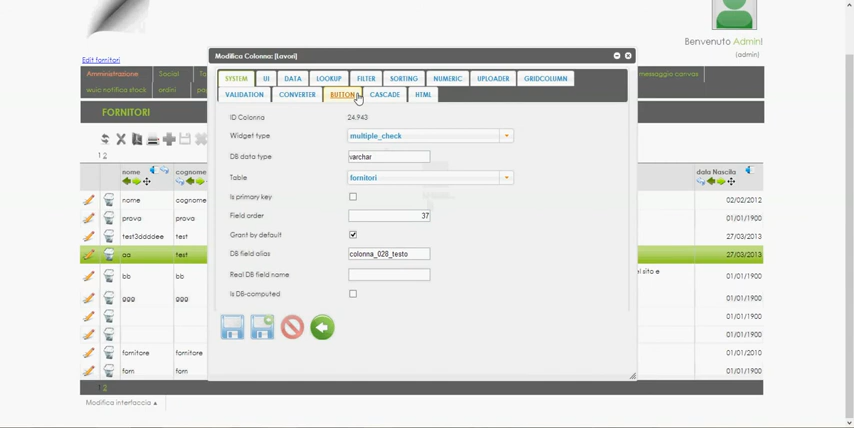 Benvenuto Admin!
(admin)
Edit fornitori
Modifica Colonna: [Lavori]
Amministrazione Social messaggio canvas
wuic notifica stock ordini
FORNITORI
SYSTEM UI DATA LOOKUP FILTER SORTING NUMERIC UPLOADER GRIDCOLUMN
VALIDATION CONVERTER BUTTON CASCADE HTML
ID Colonna 24.943
Widget type multiple_check
DB data type varchar
Table fornitori
Is primary key
Field order 37
Grant by default
DB field alias colonna_028_testo
Real DB field name
Is DB-computed
1 2
nome cognome data Nascita
nome cognome 02/02/2012
prova prova 01/01/1900
test3ddddee test 27/03/2013
aa test 27/03/2013
bb bb el sito e 01/01/1900
ggg ggg 01/01/1900
01/01/1900
01/01/1900
fornitore fornitore 01/01/2010
forn forn 01/01/1900
1 2
Modifica interfaccia ▲